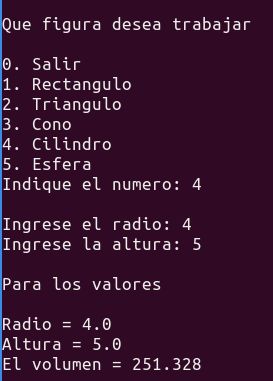 Que figura desea trabajar
0. Salir
1. Rectangulo
2. Triangulo
3. Cono
4. Cilindro
5. Esfera
Indique el numero: 4
Ingrese el radio: 4
Ingrese la altura: 5
Para los valores
Radio = 4.0
Altura = 5.0
El volumen = 251.328